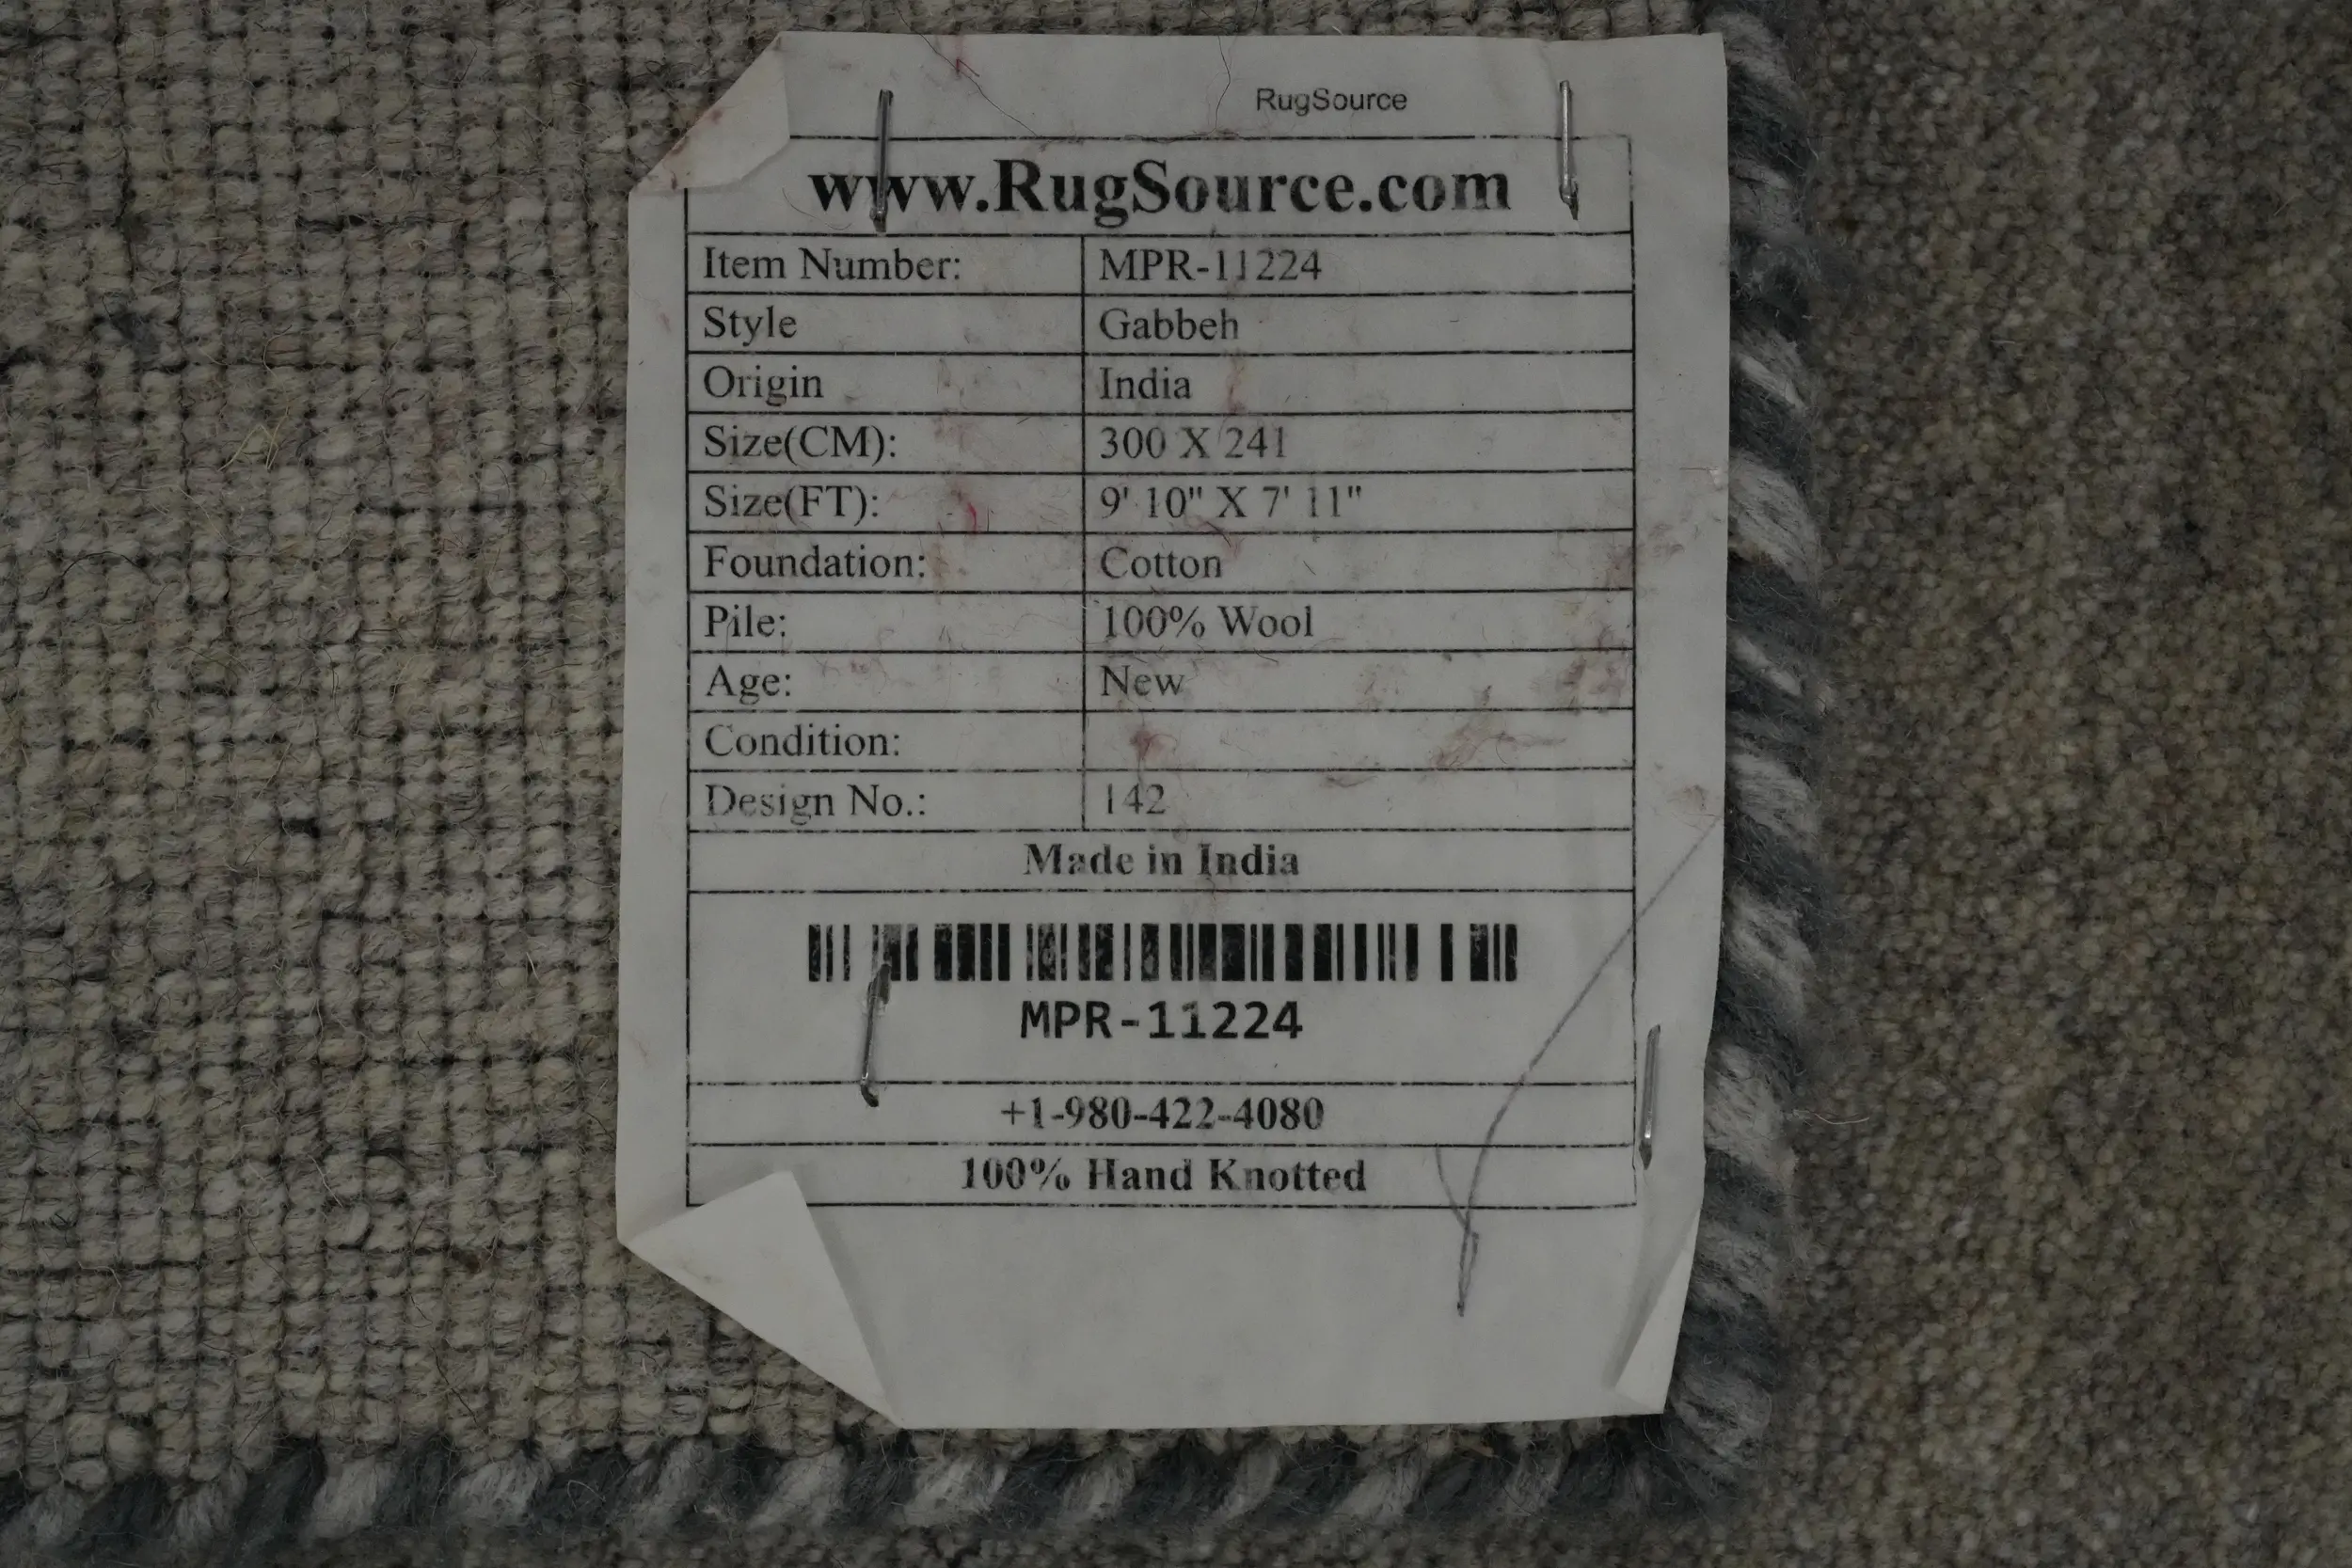 RugSource
www.RugSource.com
Item Number: MPR-11224
Style Gabbeh
Origin India
Size(CM): 300 X 241
Size(FT): 9' 10" X 7' 11"
Foundation: Cotton
Pile: 100% Wool
Age: New
Condition:
Design No.: 142
Made in India
MPR-11224
+1-980-422-4080
100% Hand Knotted